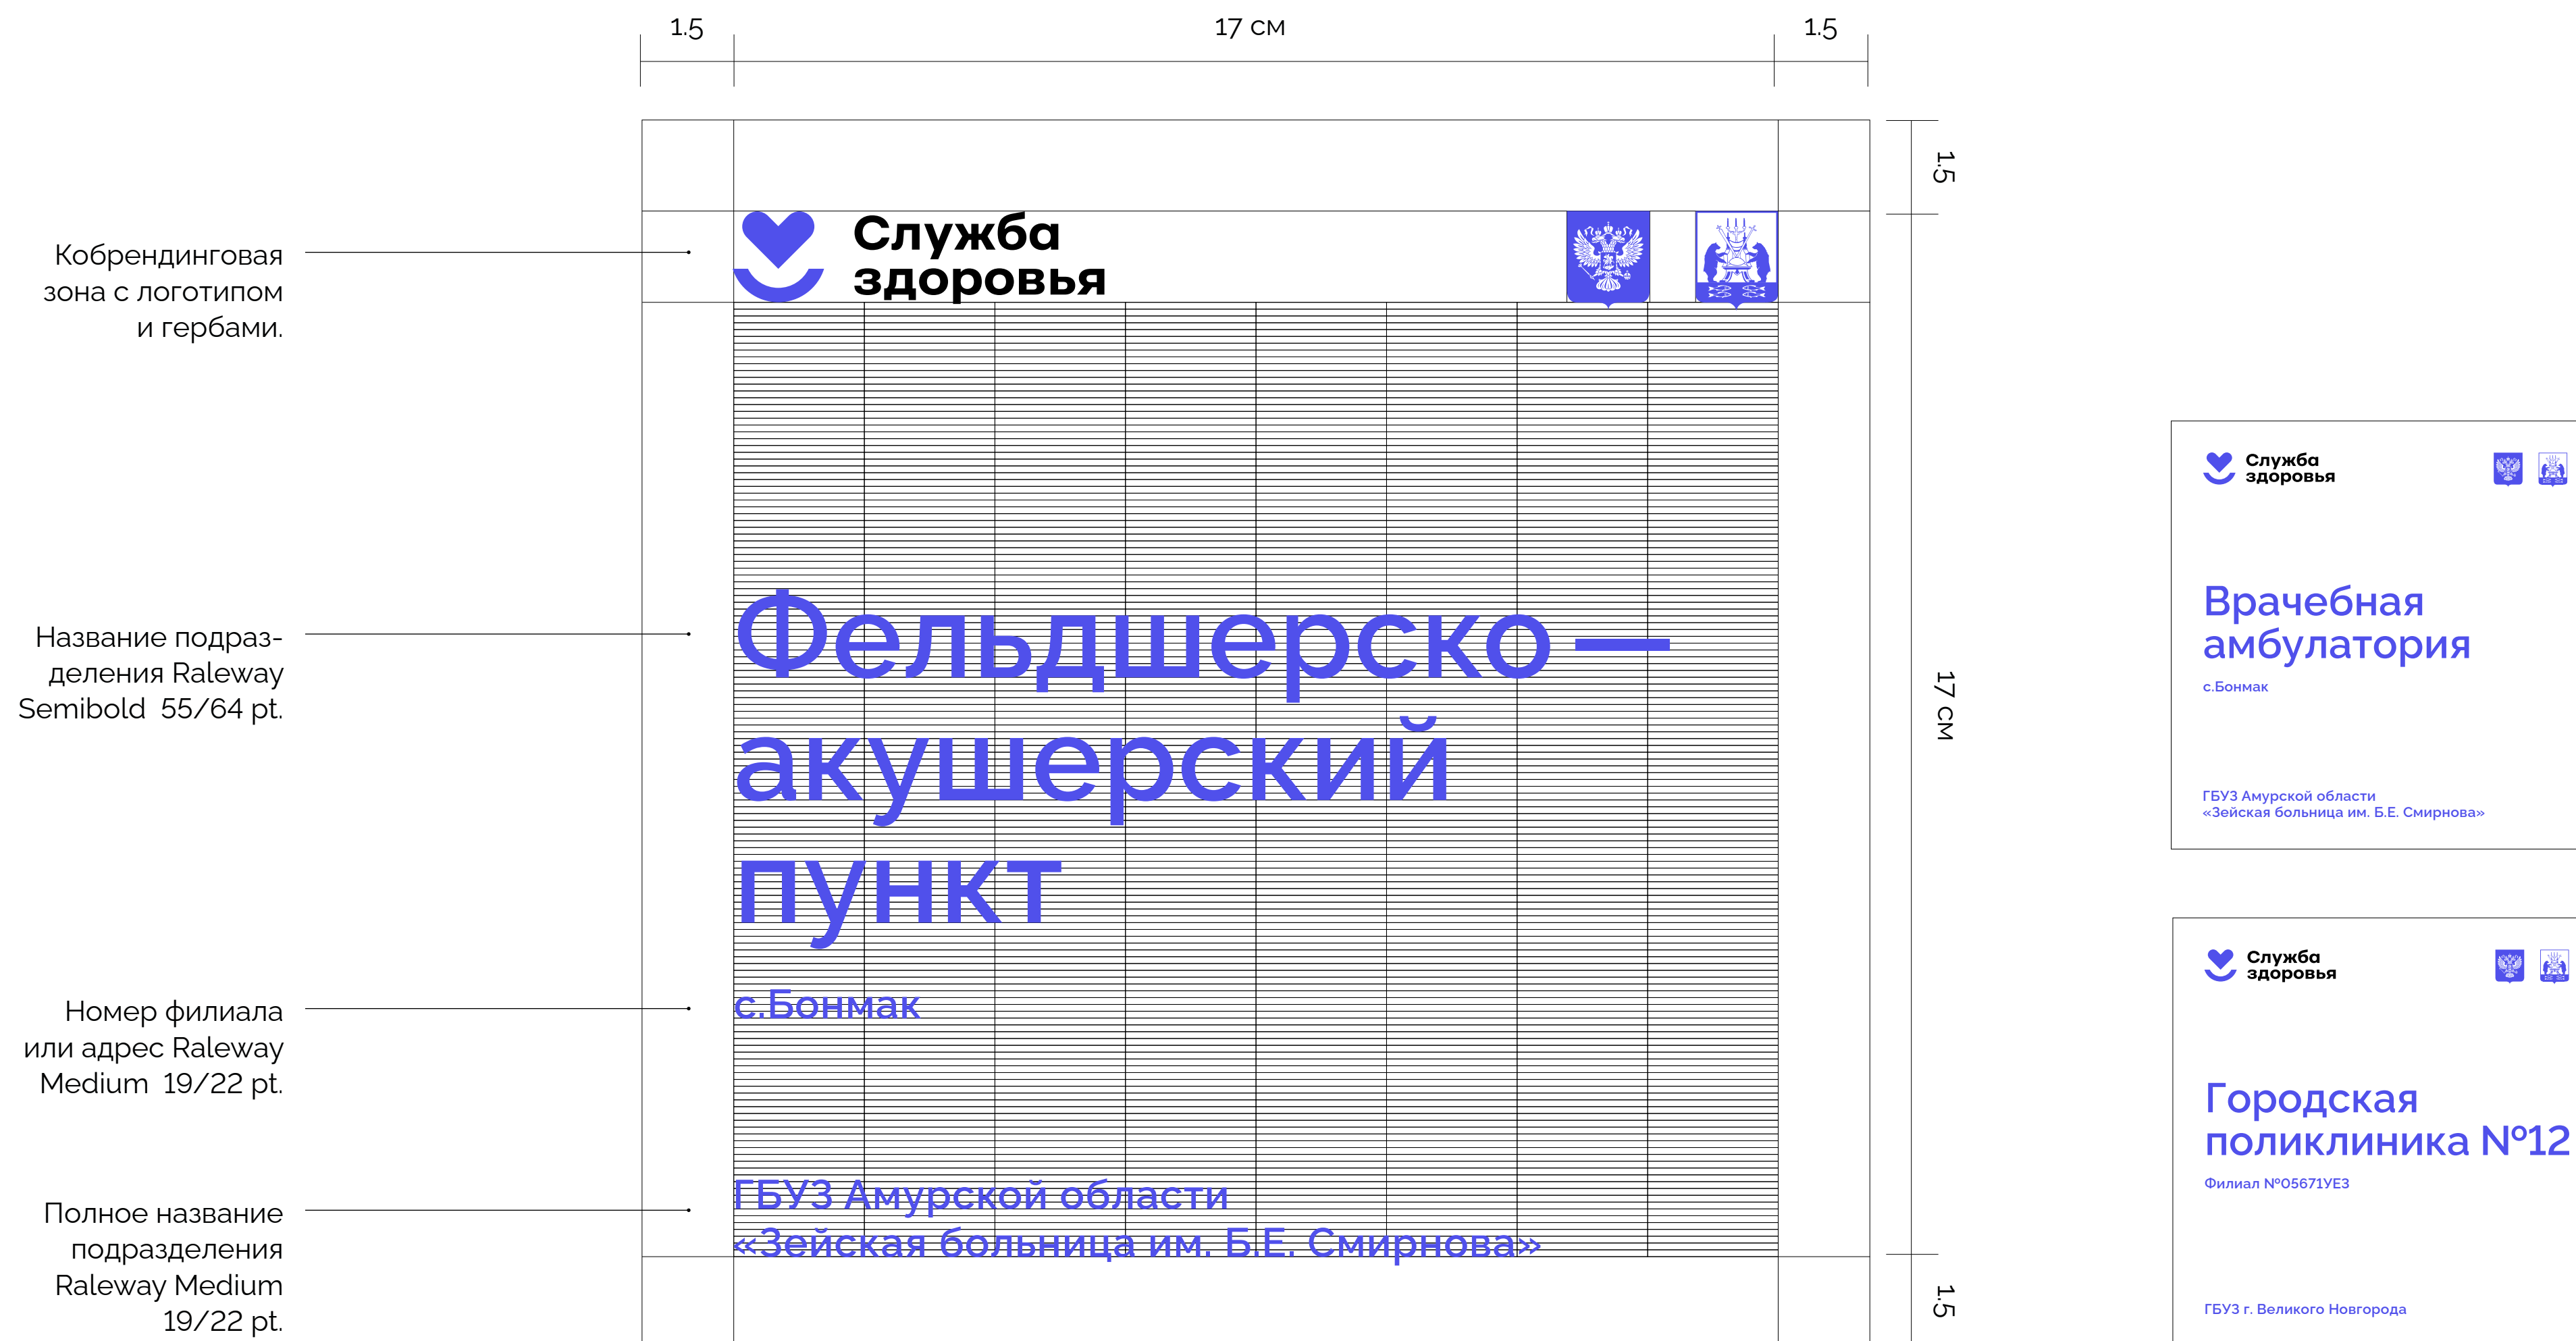 1.5
17 см
1.5
Кобрендинговая
зона с логотипом
и гербами.
Название подраз-
деления Raleway
Semibold 55/64 pt.
Номер филиала
или адрес Raleway
Medium 19/22 pt.
Полное название
подразделения
Raleway Medium
19/22 pt.
Служба
здоровья
Фельдшерско—
акушерский
пункт
с.Бонмак
ГБУЗ Амурской области
«Зейская больница им. Б.Е. Смирнова»
1.5
17 см
1.5
Служба
здоровья
Врачебная
амбулатория
с.Бонмак
ГБУЗ Амурской области
«Зейская больница им. Б.Е. Смирнова»
Служба
здоровья
Городская
поликлиника №12
Филиал №05671УЕЗ
ГБУЗ г. Великого Новгорода